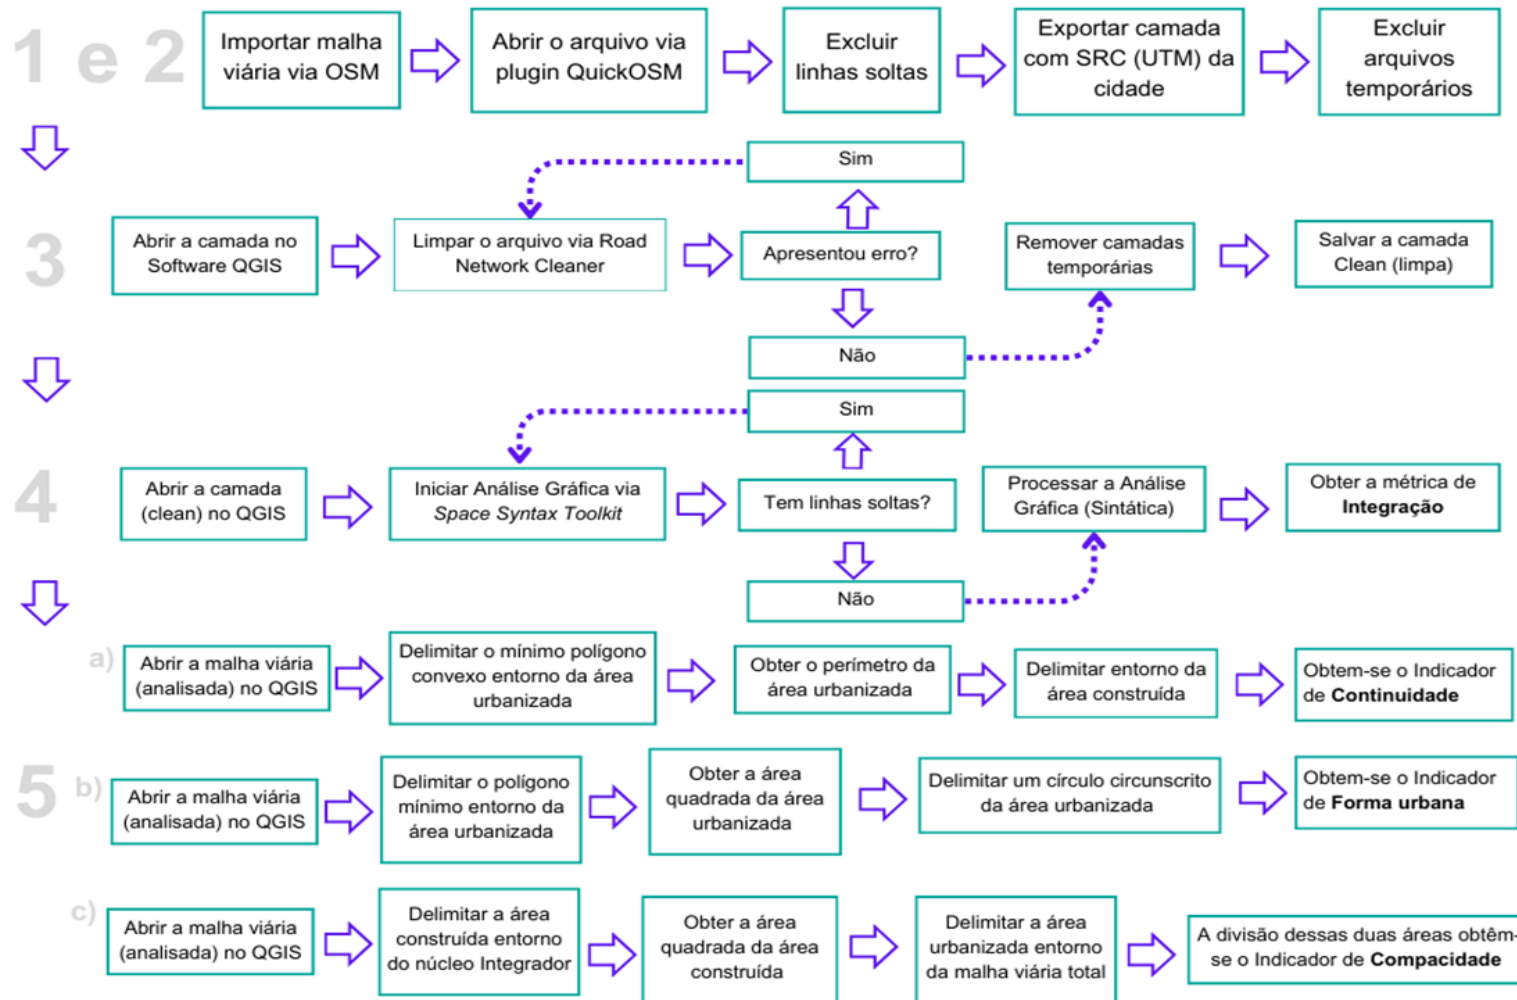 1 e 2
Importar malha
viária via OSM
Abrir o arquivo via
plugin QuickOSM
Excluir
linhas soltas
Exportar camada
com SRC (UTM) da
cidade
Excluir
arquivos
temporários
3
Abrir a camada no
Software QGIS
Limpar o arquivo via Road
Network Cleaner
Sim
Apresentou erro?
Não
Remover camadas
temporárias
Salvar a camada
Clean (limpa)
4
Abrir a camada
(clean) no QGIS
Iniciar Análise Gráfica via
Space Syntax Toolkit
Sim
Tem linhas soltas?
Não
Processar a Análise
Gráfica (Sintática)
Obter a métrica de
Integração
5
a)
Abrir a malha viária
(analisada) no QGIS
Delimitar o mínimo polígono
convexo entorno da área
urbanizada
Obter o perímetro da
área urbanizada
Delimitar entorno da
área construída
Obtem-se o Indicador
de Continuidade
b)
Abrir a malha viária
(analisada) no QGIS
Delimitar o polígono
mínimo entorno da
área urbanizada
Obter a área
quadrada da área
urbanizada
Delimitar um círculo circunscrito
da área urbanizada
Obtem-se o Indicador
de Forma urbana
c)
Abrir a malha viária
(analisada) no QGIS
Delimitar a área
construída entorno
do núcleo Integrador
Obter a área
quadrada da área
construída
Delimitar a área
urbanizada entorno
da malha viária total
A divisão dessas duas áreas obtêm-
se o Indicador de Compacidade